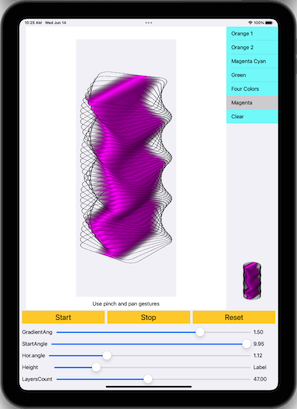 10:25 AM Wed Jun 14
100%
Orange 1
Orange 2
Magenta Cyan
Green
Four Colors
Magenta
Clear
Use pinch and pan gestures
Start Stop Reset
GradientAng 1.50
StartAngle 9.95
Hor.angle 1.12
Height Label
LayersCount 47.00